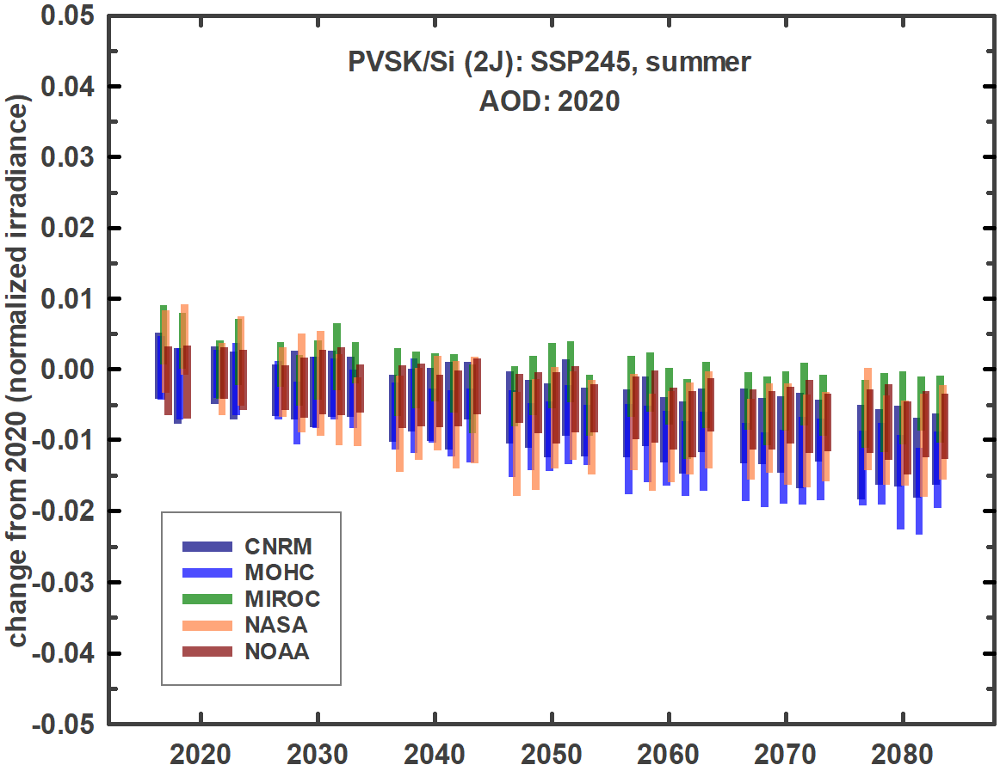 PVSK/Si (2J): SSP245, summer
AOD: 2020
change from 2020 (normalized irradiance)
0.05
0.04
0.03
0.02
0.01
0.00
-0.01
-0.02
-0.03
-0.04
-0.05
CNRM
MOHC
MIROC
NASA
NOAA
2020 2030 2040 2050 2060 2070 2080